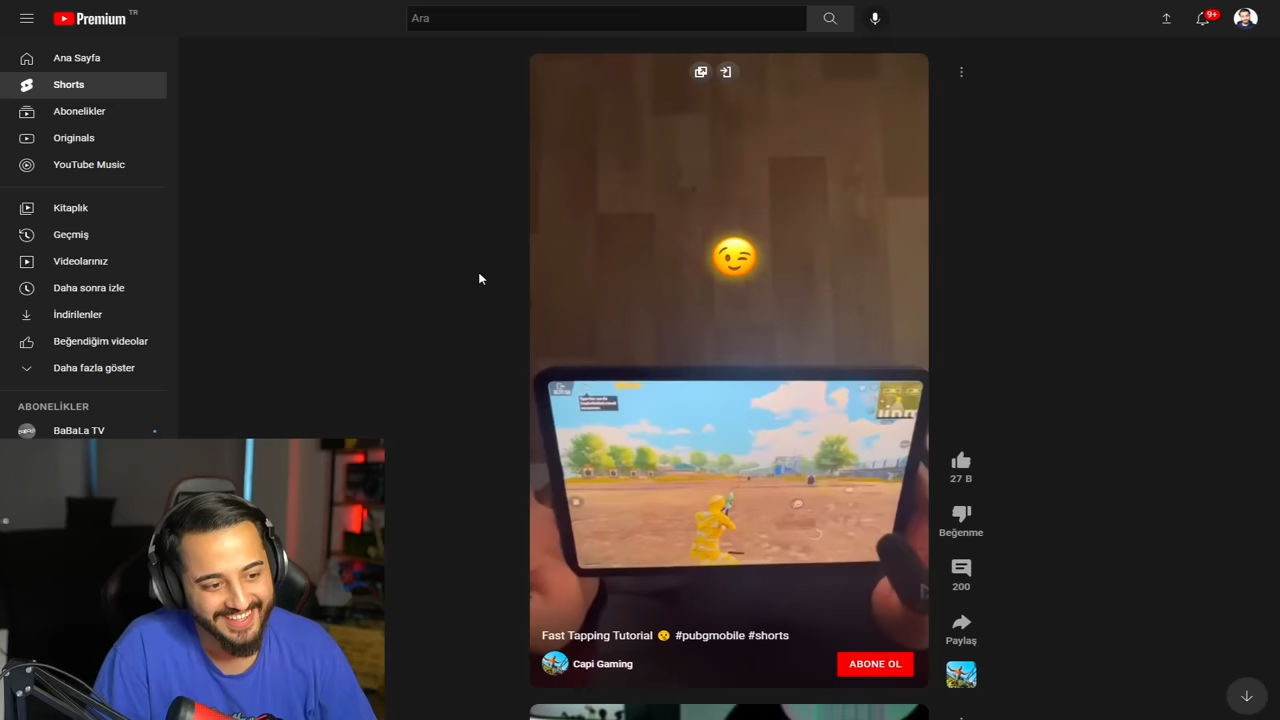 Premium TR
Ara
9+
Ana Sayfa
Shorts
Abonelikler
Originals
YouTube Music
Kitaplık
Geçmiş
Videolarınız
Daha sonra izle
İndirilenler
Beğendiğim videolar
Daha fazla göster
ABONELİKLER
BaBaLa TV
27 B
Beğenme
200
Paylaş
Fast Tapping Tutorial 😯 #pubgmobile #shorts
Capi Gaming
ABONE OL